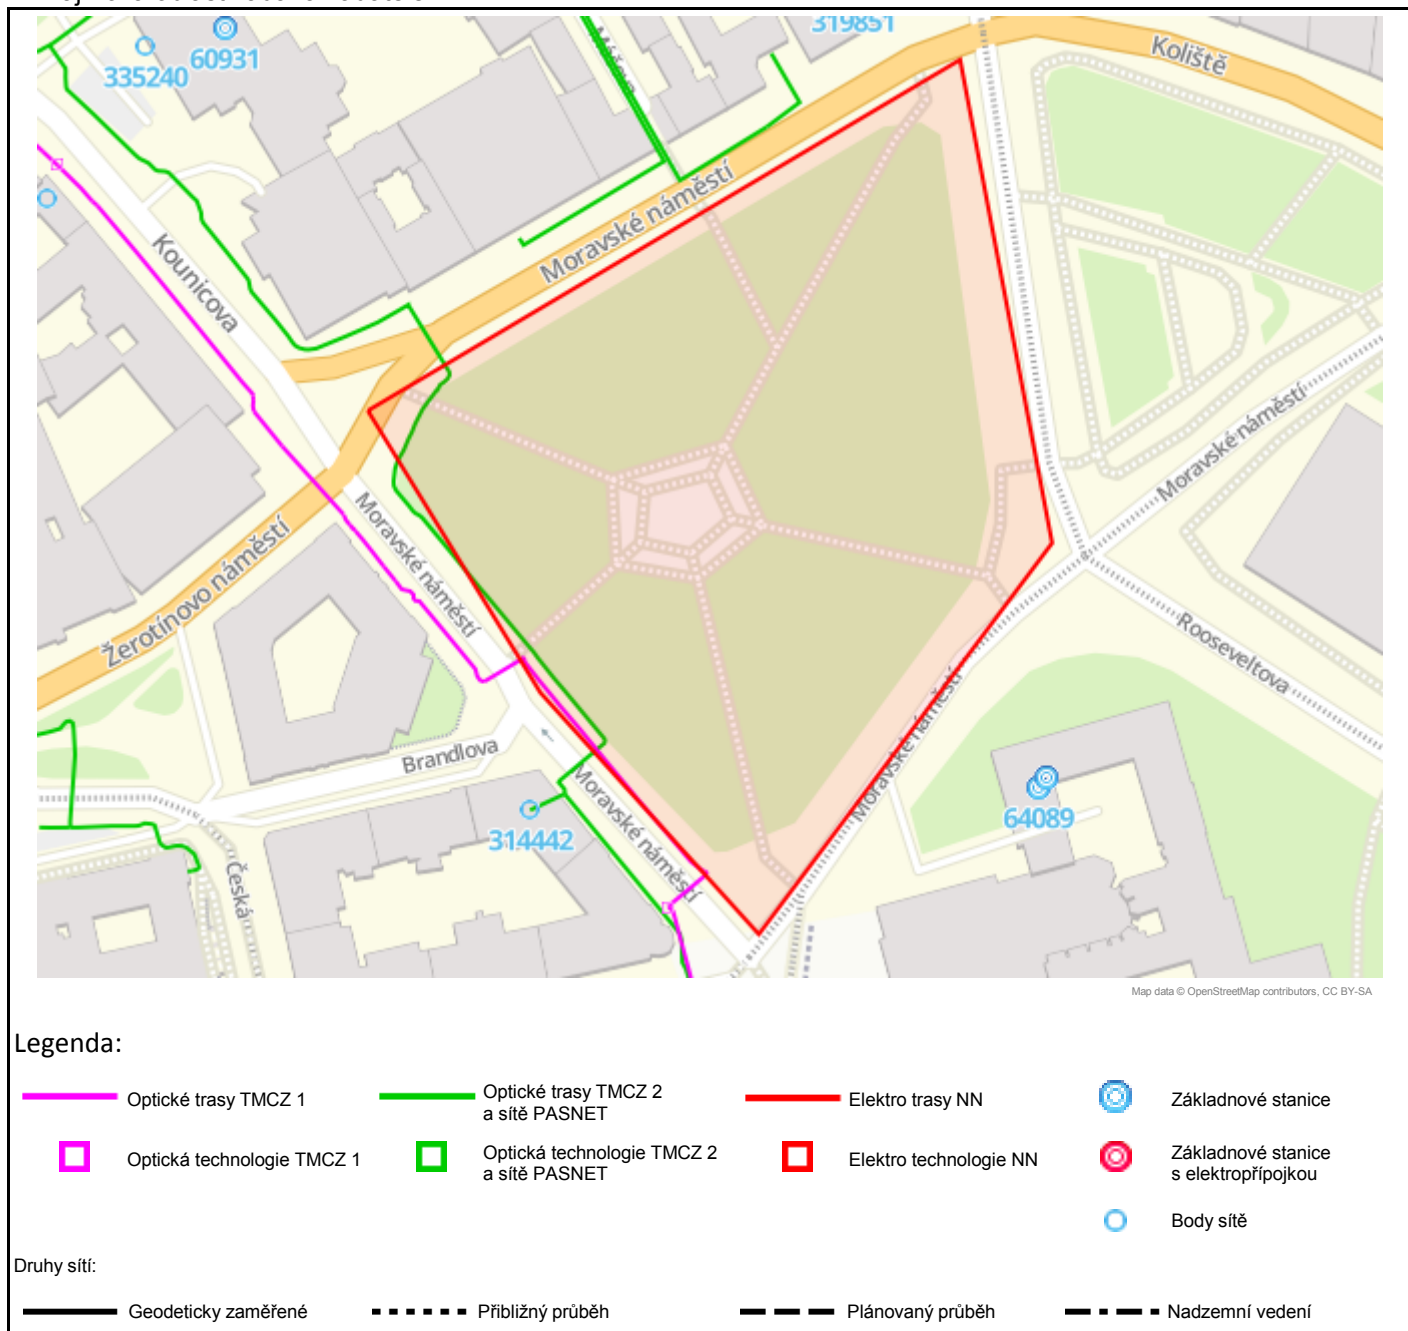 319851
60931
335240
Máčova
Koliště
Moravské náměstí
Kounicova
Moravské náměstí
Moravské náměstí
Žerotínovo náměstí
Rooseveltova
Moravské náměstí
Brandlova
Moravské náměstí
64089
314442
Česká
Map data © OpenStreetMap contributors, CC BY-SA
Legenda:
Optické trasy TMCZ 1
Optické trasy TMCZ 2
a sítě PASNET
Elektro trasy NN
Základnové stanice
Optická technologie TMCZ 1
Optická technologie TMCZ 2
a sítě PASNET
Elektro technologie NN
Základnové stanice
s elektropřípojkou
Body sítě
Druhy sítí:
Geodeticky zaměřené
Přibližný průběh
Plánovaný průběh
Nadzemní vedení